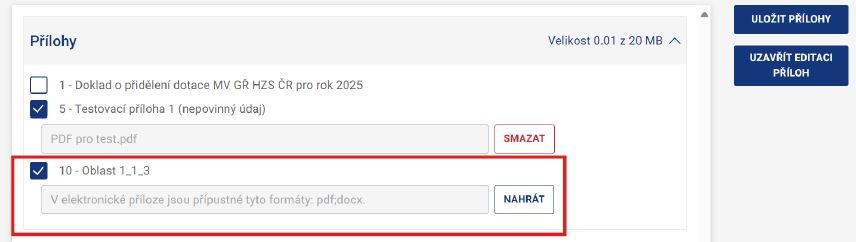 Přílohy
Velikost 0.01 z 20 MB
1 - Doklad o přidělení dotace MV GŘ HZS ČR pro rok 2025
5 - Testovací příloha 1 (nepovinný údaj)
PDF pro test.pdf
SMAZAT
10 - Oblast 1_1_3
V elektronické příloze jsou přípustné tyto formáty: pdf;docx.
NAHRÁT
ULOŽIT PŘÍLOHY
UZAVŘÍT EDITACI
PŘÍLOH